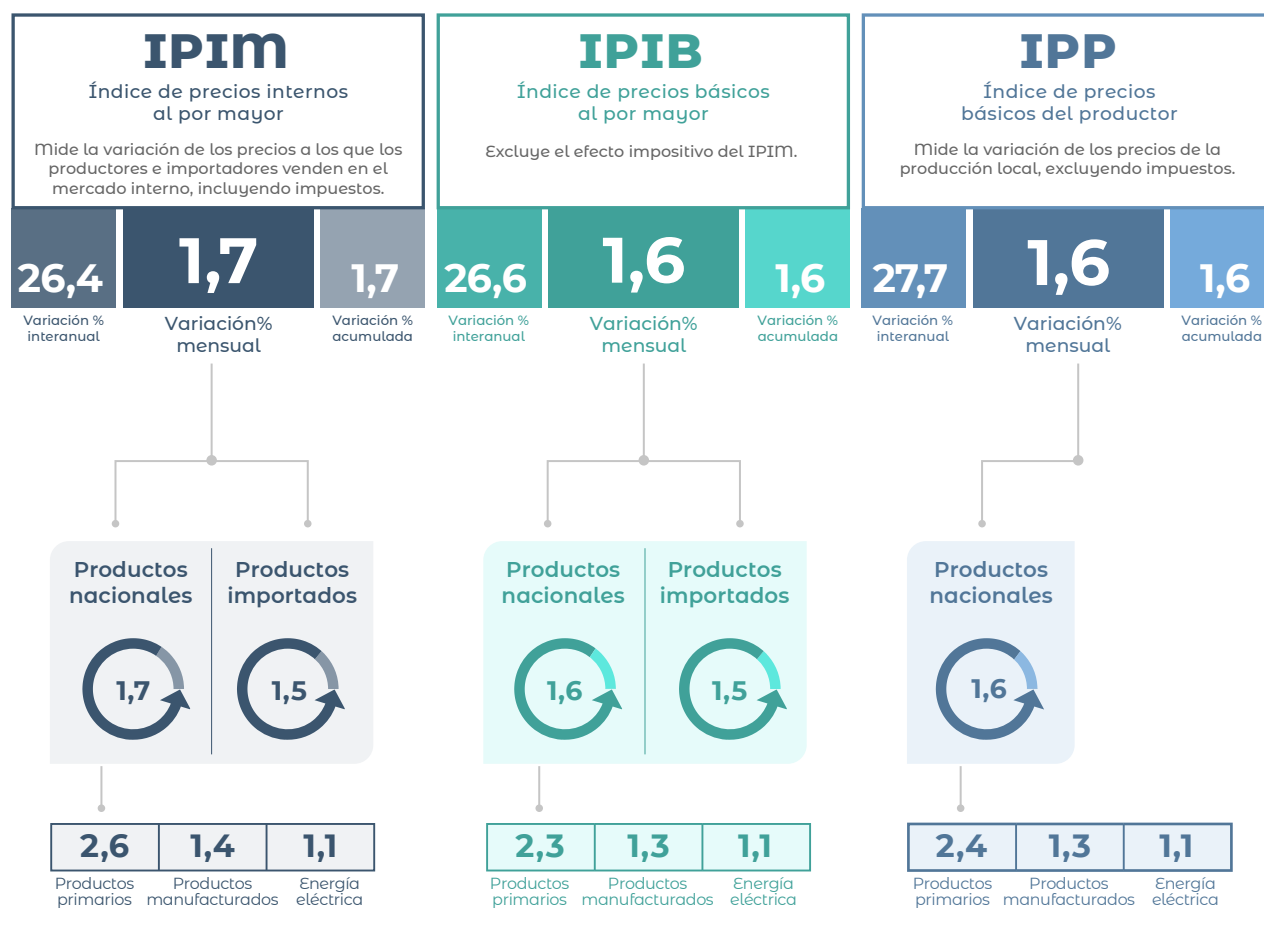 IPIM
Índice de precios internos
al por mayor
Mide la variación de los precios a los que los
productores e importadores venden en el
mercado interno, incluyendo impuestos.
26,4
1,7
1,7
Variación %
interanual
Variación%
mensual
Variación %
acumulada
IPIB
Índice de precios básicos
al por mayor
Excluye el efecto impositivo del IPIM.
26,6
1,6
1,6
Variación %
interanual
Variación%
mensual
Variación %
acumulada
IPP
Índice de precios
básicos del productor
Mide la variación de los precios de la
producción local, excluyendo impuestos.
27,7
1,6
1,6
Variación %
interanual
Variación%
mensual
Variación %
acumulada
Productos
nacionales
1,7
Productos
importados
1,5
2,6
1,4
1,1
Productos
primarios
Productos
manufacturados
Energía
eléctrica
Productos
nacionales
1,6
Productos
importados
1,5
2,3
1,3
1,1
Productos
primarios
Productos
manufacturados
Energía
eléctrica
Productos
nacionales
1,6
2,4
1,3
1,1
Productos
primarios
Productos
manufacturados
Energía
eléctrica